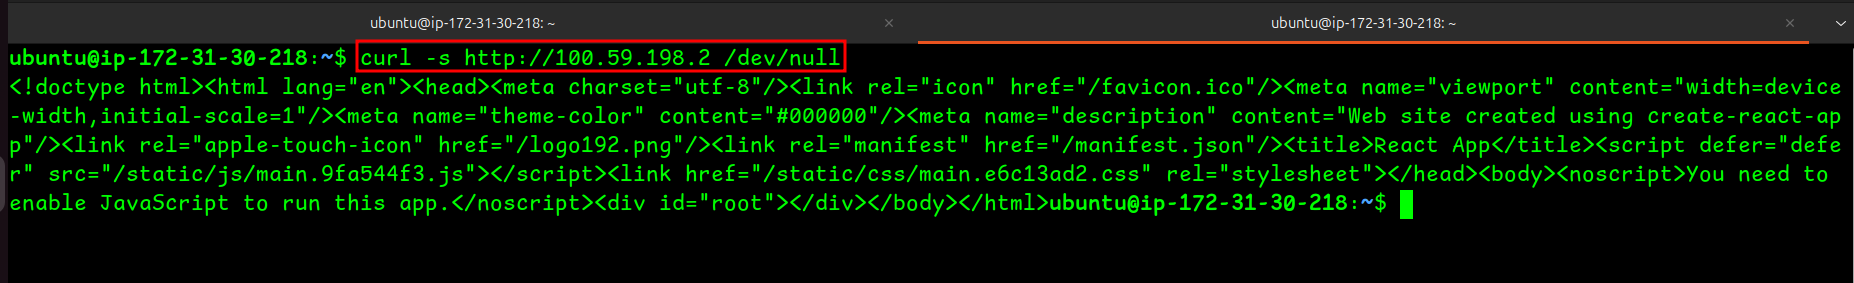 ubuntu@ip-172-31-30-218: ~ × ubuntu@ip-172-31-30-218: ~ ×
ubuntu@ip-172-31-30-218:~$ curl -s http://100.59.198.2 /dev/null
<!doctype html><html lang="en"><head><meta charset="utf-8"/><link rel="icon" href="/favicon.ico"/><meta name="viewport" content="width=device
-width,initial-scale=1"/><meta name="theme-color" content="#000000"/><meta name="description" content="Web site created using create-react-ap
p"/><link rel="apple-touch-icon" href="/logo192.png"/><link rel="manifest" href="/manifest.json"/><title>React App</title><script defer="defe
r" src="/static/js/main.9fa544f3.js"></script><link href="/static/css/main.e6c13ad2.css" rel="stylesheet"></head><body><noscript>You need to
enable JavaScript to run this app.</noscript><div id="root"></div></body></html>ubuntu@ip-172-31-30-218:~$